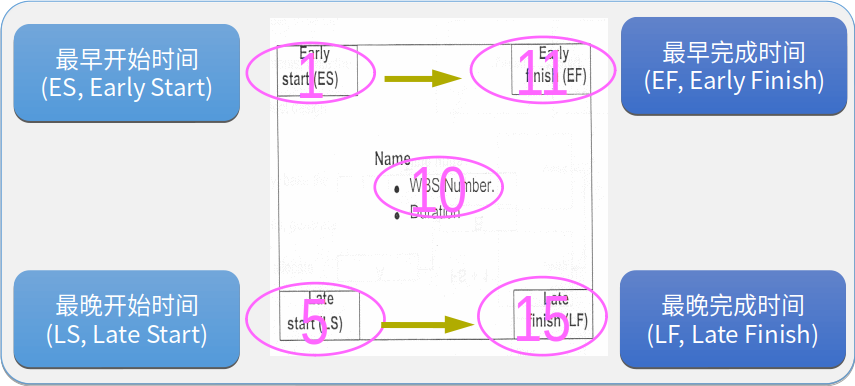 最早开始时间
(ES, Early Start)
Early
start (ES)
1
Early
finish (EF)
11
最早完成时间
(EF, Early Finish)
Name
• WBS Number.
• Duration
10
最晚开始时间
(LS, Late Start)
Late
start (LS)
5
Late
Finish (LF)
15
最晚完成时间
(LF, Late Finish)